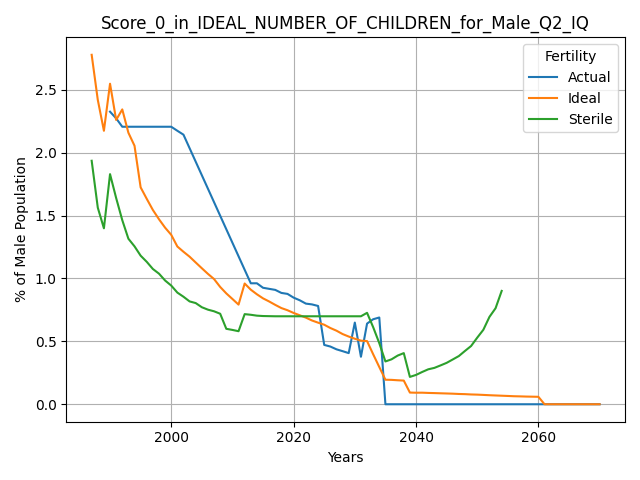 Score_0_in_IDEAL_NUMBER_OF_CHILDREN_for_Male_Q2_IQ
Fertility
Actual
Ideal
Sterile
% of Male Population
2.5
2.0
1.5
1.0
0.5
0.0
2000 2020 2040 2060
Years